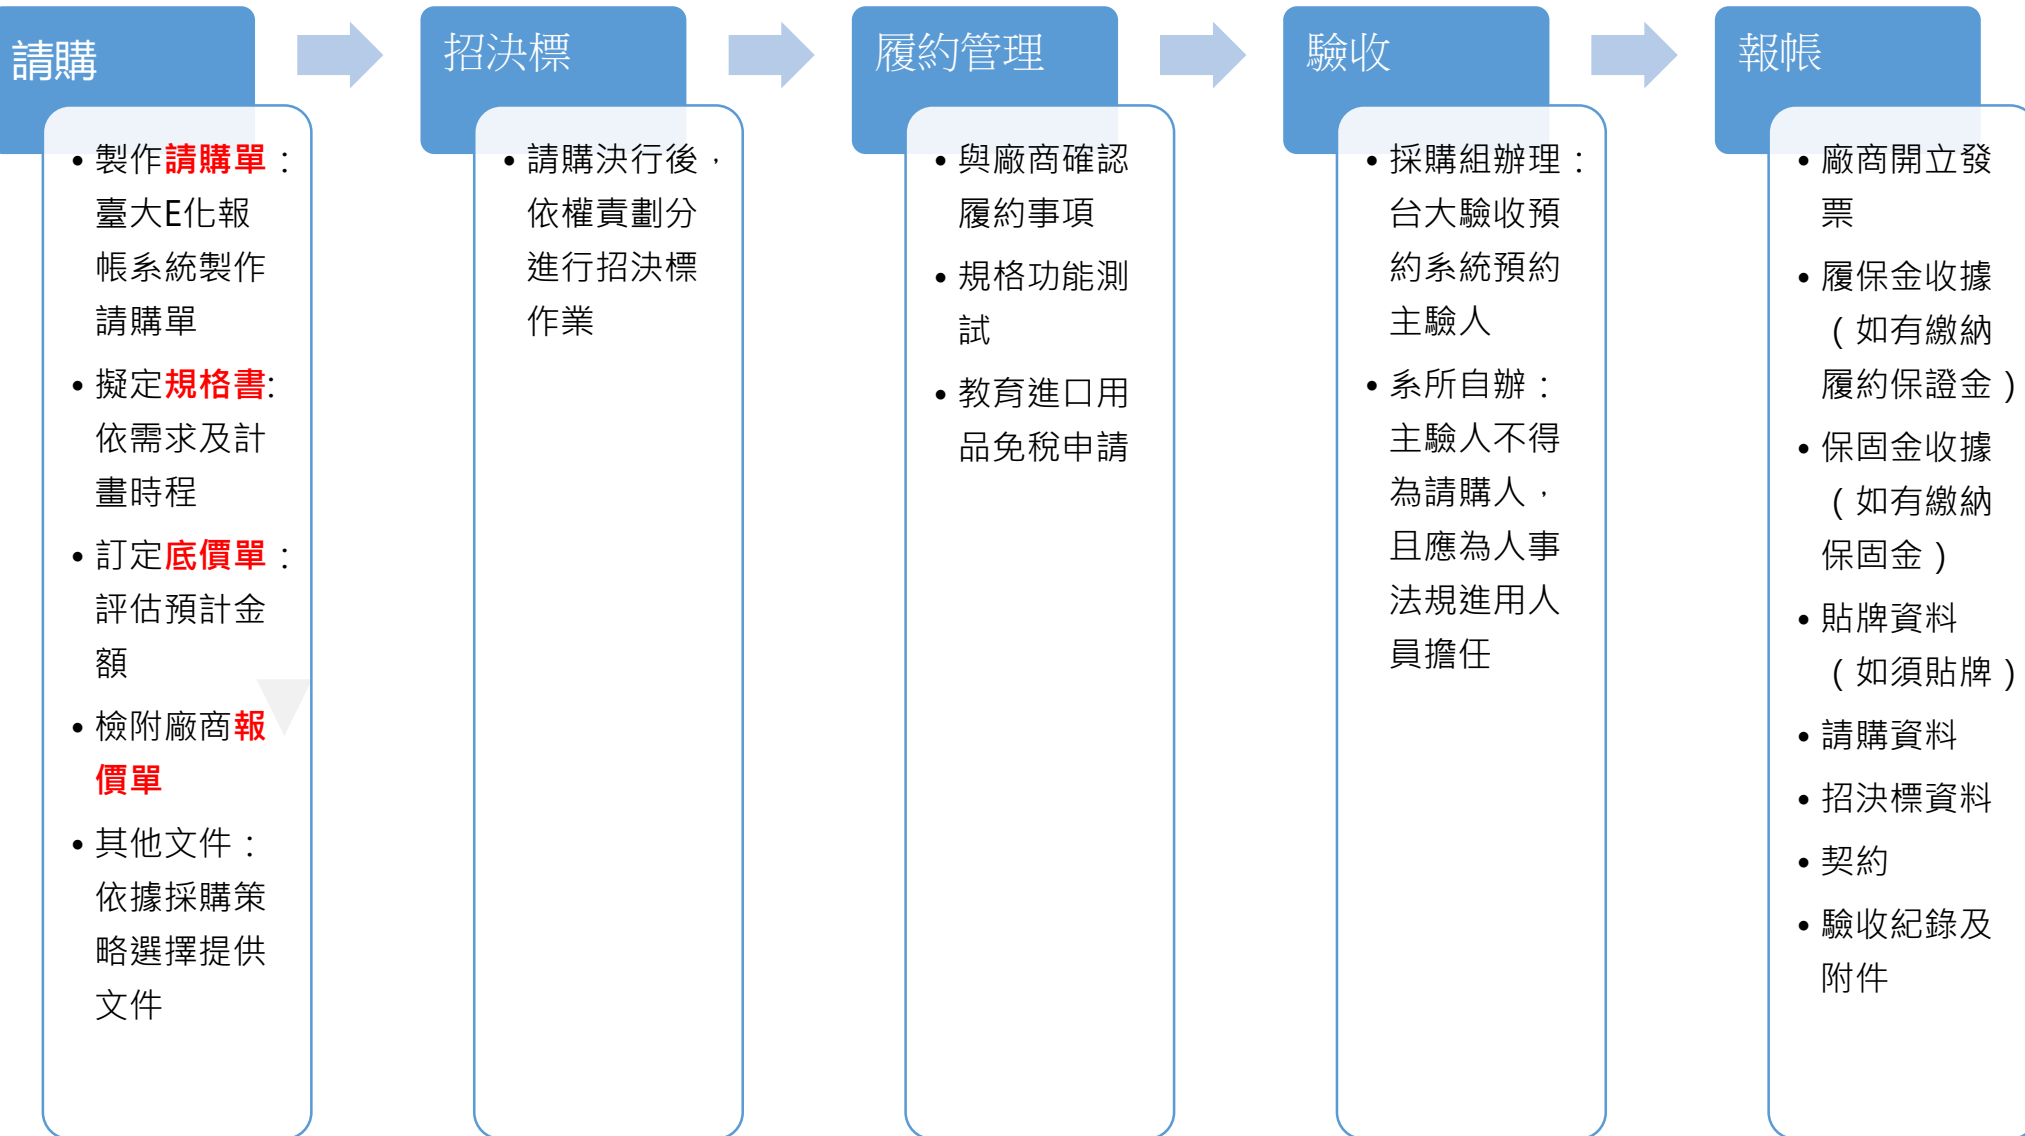 請購
• 製作請購單：
臺大E化報
帳系統製作
請購單
• 擬定規格書:
依需求及計
畫時程
• 訂定底價單：
評估預計金
額
• 檢附廠商報
價單
• 其他文件：
依據採購策
略選擇提供
文件
招決標
• 請購決行後，
依權責劃分
進行招決標
作業
履約管理
• 與廠商確認
履約事項
• 規格功能測
試
• 教育進口用
品免稅申請
驗收
• 採購組辦理：
台大驗收預
約系統預約
主驗人
• 系所自辦：
主驗人不得
為請購人，
且應為人事
法規進用人
員擔任
報帳
• 廠商開立發
票
• 履保金收據
（如有繳納
履約保證金）
• 保固金收據
（如有繳納
保固金）
• 貼牌資料
（如須貼牌）
• 請購資料
• 招決標資料
• 契約
• 驗收紀錄及
附件